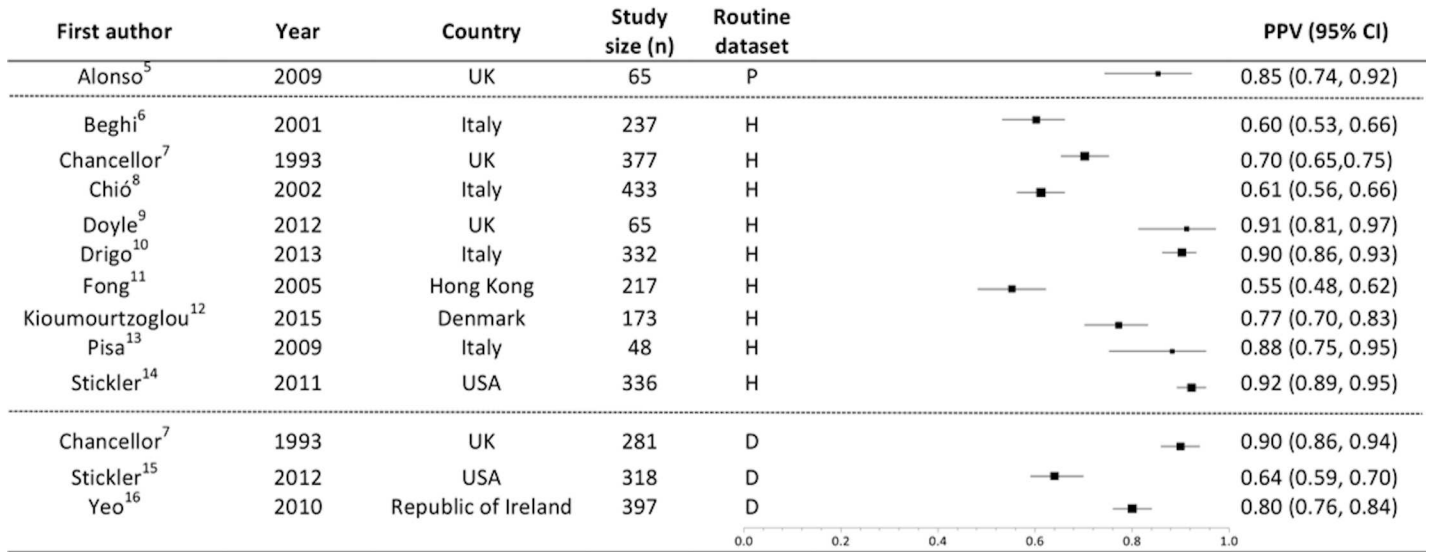 First author Year Country Study size (n) Routine dataset PPV (95% CI)
Alonso5 2009 UK 65 P 0.85 (0.74, 0.92)
Beghi6 2001 Italy 237 H 0.60 (0.53, 0.66)
Chancellor7 1993 UK 377 H 0.70 (0.65,0.75)
Chió8 2002 Italy 433 H 0.61 (0.56, 0.66)
Doyle9 2012 UK 65 H 0.91 (0.81, 0.97)
Drigo10 2013 Italy 332 H 0.90 (0.86, 0.93)
Fong11 2005 Hong Kong 217 H 0.55 (0.48, 0.62)
Kioumourtzoglou12 2015 Denmark 173 H 0.77 (0.70, 0.83)
Pisa13 2009 Italy 48 H 0.88 (0.75, 0.95)
Stickler14 2011 USA 336 H 0.92 (0.89, 0.95)
Chancellor7 1993 UK 281 D 0.90 (0.86, 0.94)
Stickler15 2012 USA 318 D 0.64 (0.59, 0.70)
Yeo16 2010 Republic of Ireland 397 D 0.80 (0.76, 0.84)
0.0 0.2 0.4 0.6 0.8 1.0